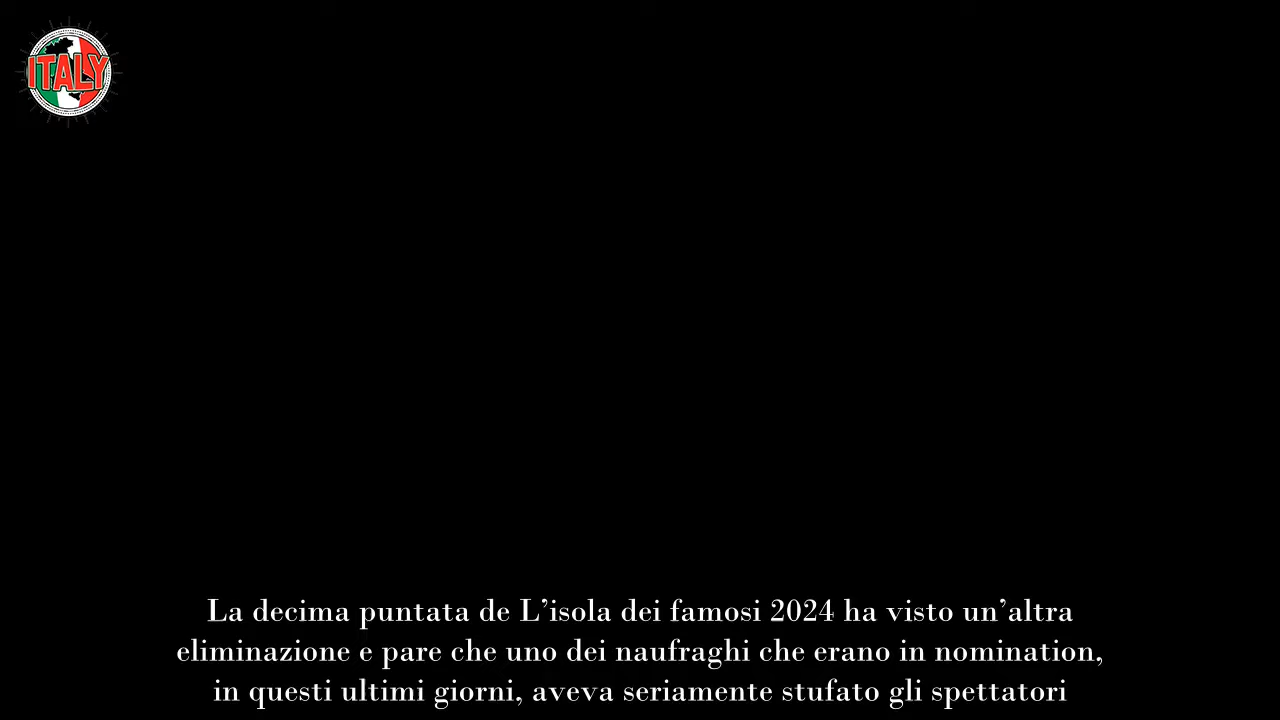 ITALY
La decima puntata de L’isola dei famosi 2024 ha visto un’altra
eliminazione e pare che uno dei naufraghi che erano in nomination,
in questi ultimi giorni, aveva seriamente stufato gli spettatori